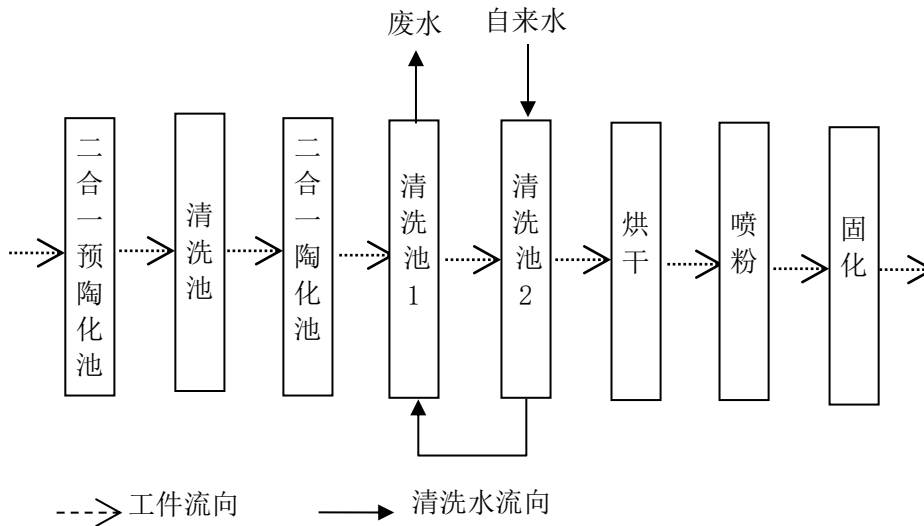 废水
自来水
二合一预陶化池
清洗池
二合一陶化池
清洗池1
清洗池2
烘干
喷粉
固化
工件流向
清洗水流向